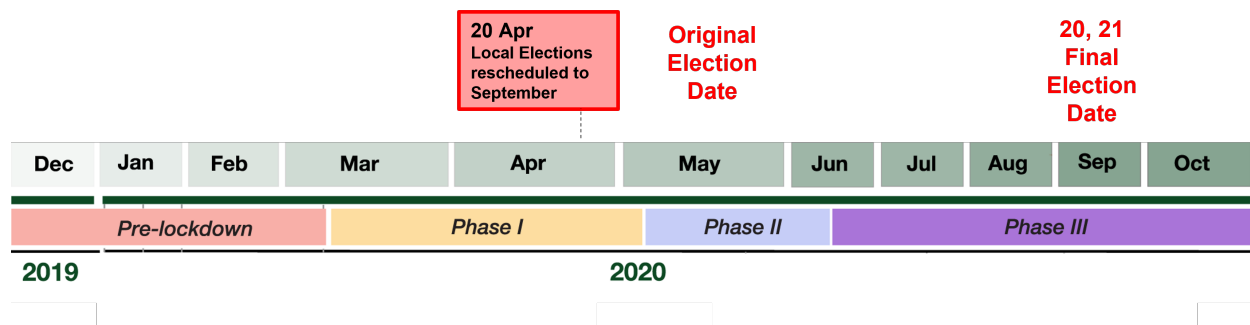 20 Apr
Local Elections
rescheduled to
September
Original
Election
Date
20, 21
Final
Election
Date
Dec Jan Feb Mar Apr May Jun Jul Aug Sep Oct
Pre-lockdown Phase I Phase II Phase III
2019 2020